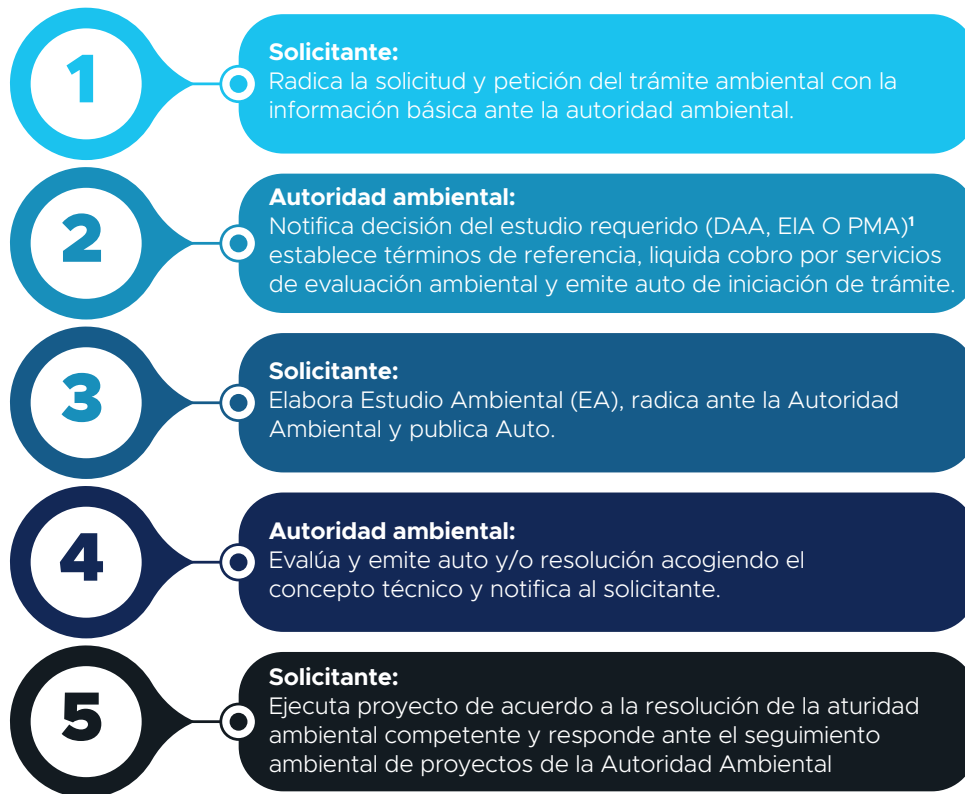 1
Solicitante:
Radica la solicitud y petición del trámite ambiental con la
información básica ante la autoridad ambiental.
2
Autoridad ambiental:
Notifica decisión del estudio requerido (DAA, EIA O PMA)¹
establece términos de referencia, liquida cobro por servicios
de evaluación ambiental y emite auto de iniciación de trámite.
3
Solicitante:
Elabora Estudio Ambiental (EA), radica ante la Autoridad
Ambiental y publica Auto.
4
Autoridad ambiental:
Evalúa y emite auto y/o resolución acogiendo el
concepto técnico y notifica al solicitante.
5
Solicitante:
Ejecuta proyecto de acuerdo a la resolución de la aturidad
ambiental competente y responde ante el seguimiento
ambiental de proyectos de la Autoridad Ambiental